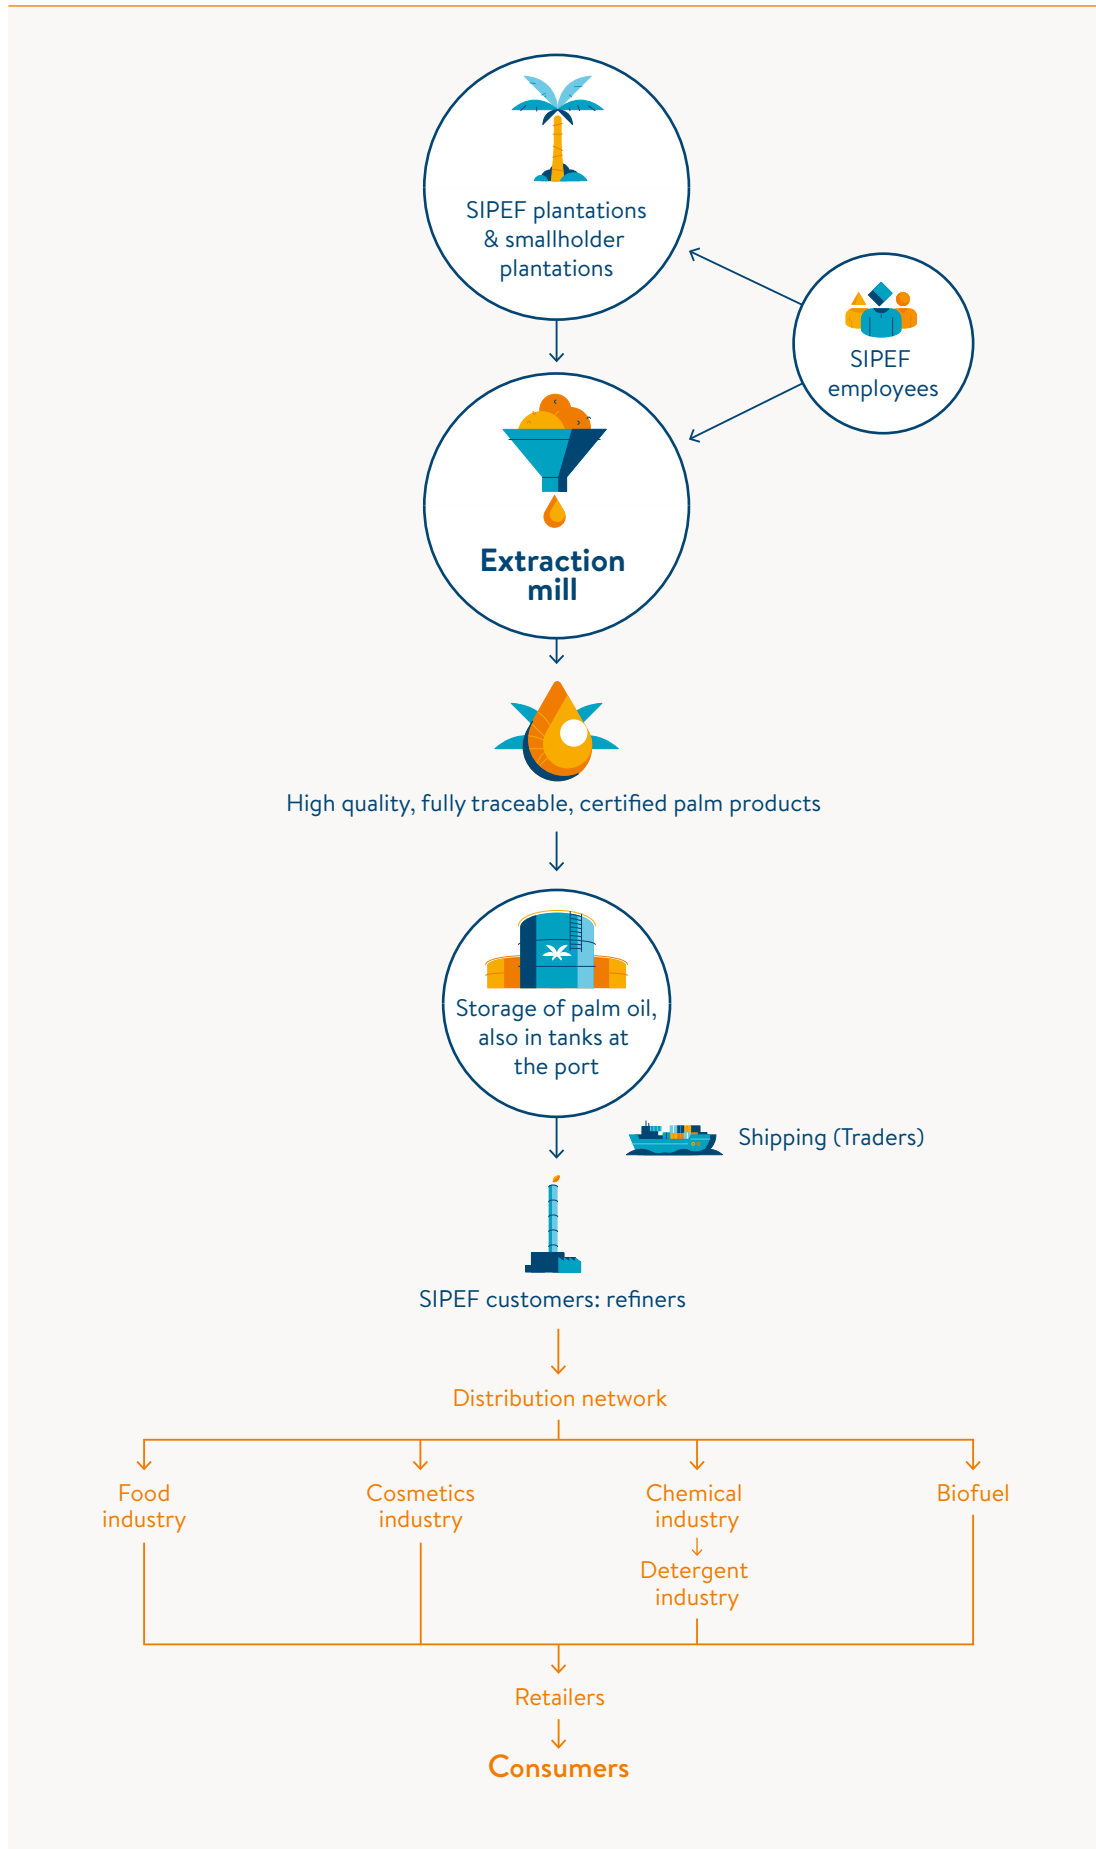 SIPEF plantations
& smallholder
plantations
SIPEF
employees
Extraction
mill
High quality, fully traceable, certified palm products
Storage of palm oil,
also in tanks at
the port
Shipping (Traders)
SIPEF customers: refiners
Distribution network
Food
industry
Cosmetics
industry
Chemical
industry
Detergent
industry
Biofuel
Retailers
Consumers